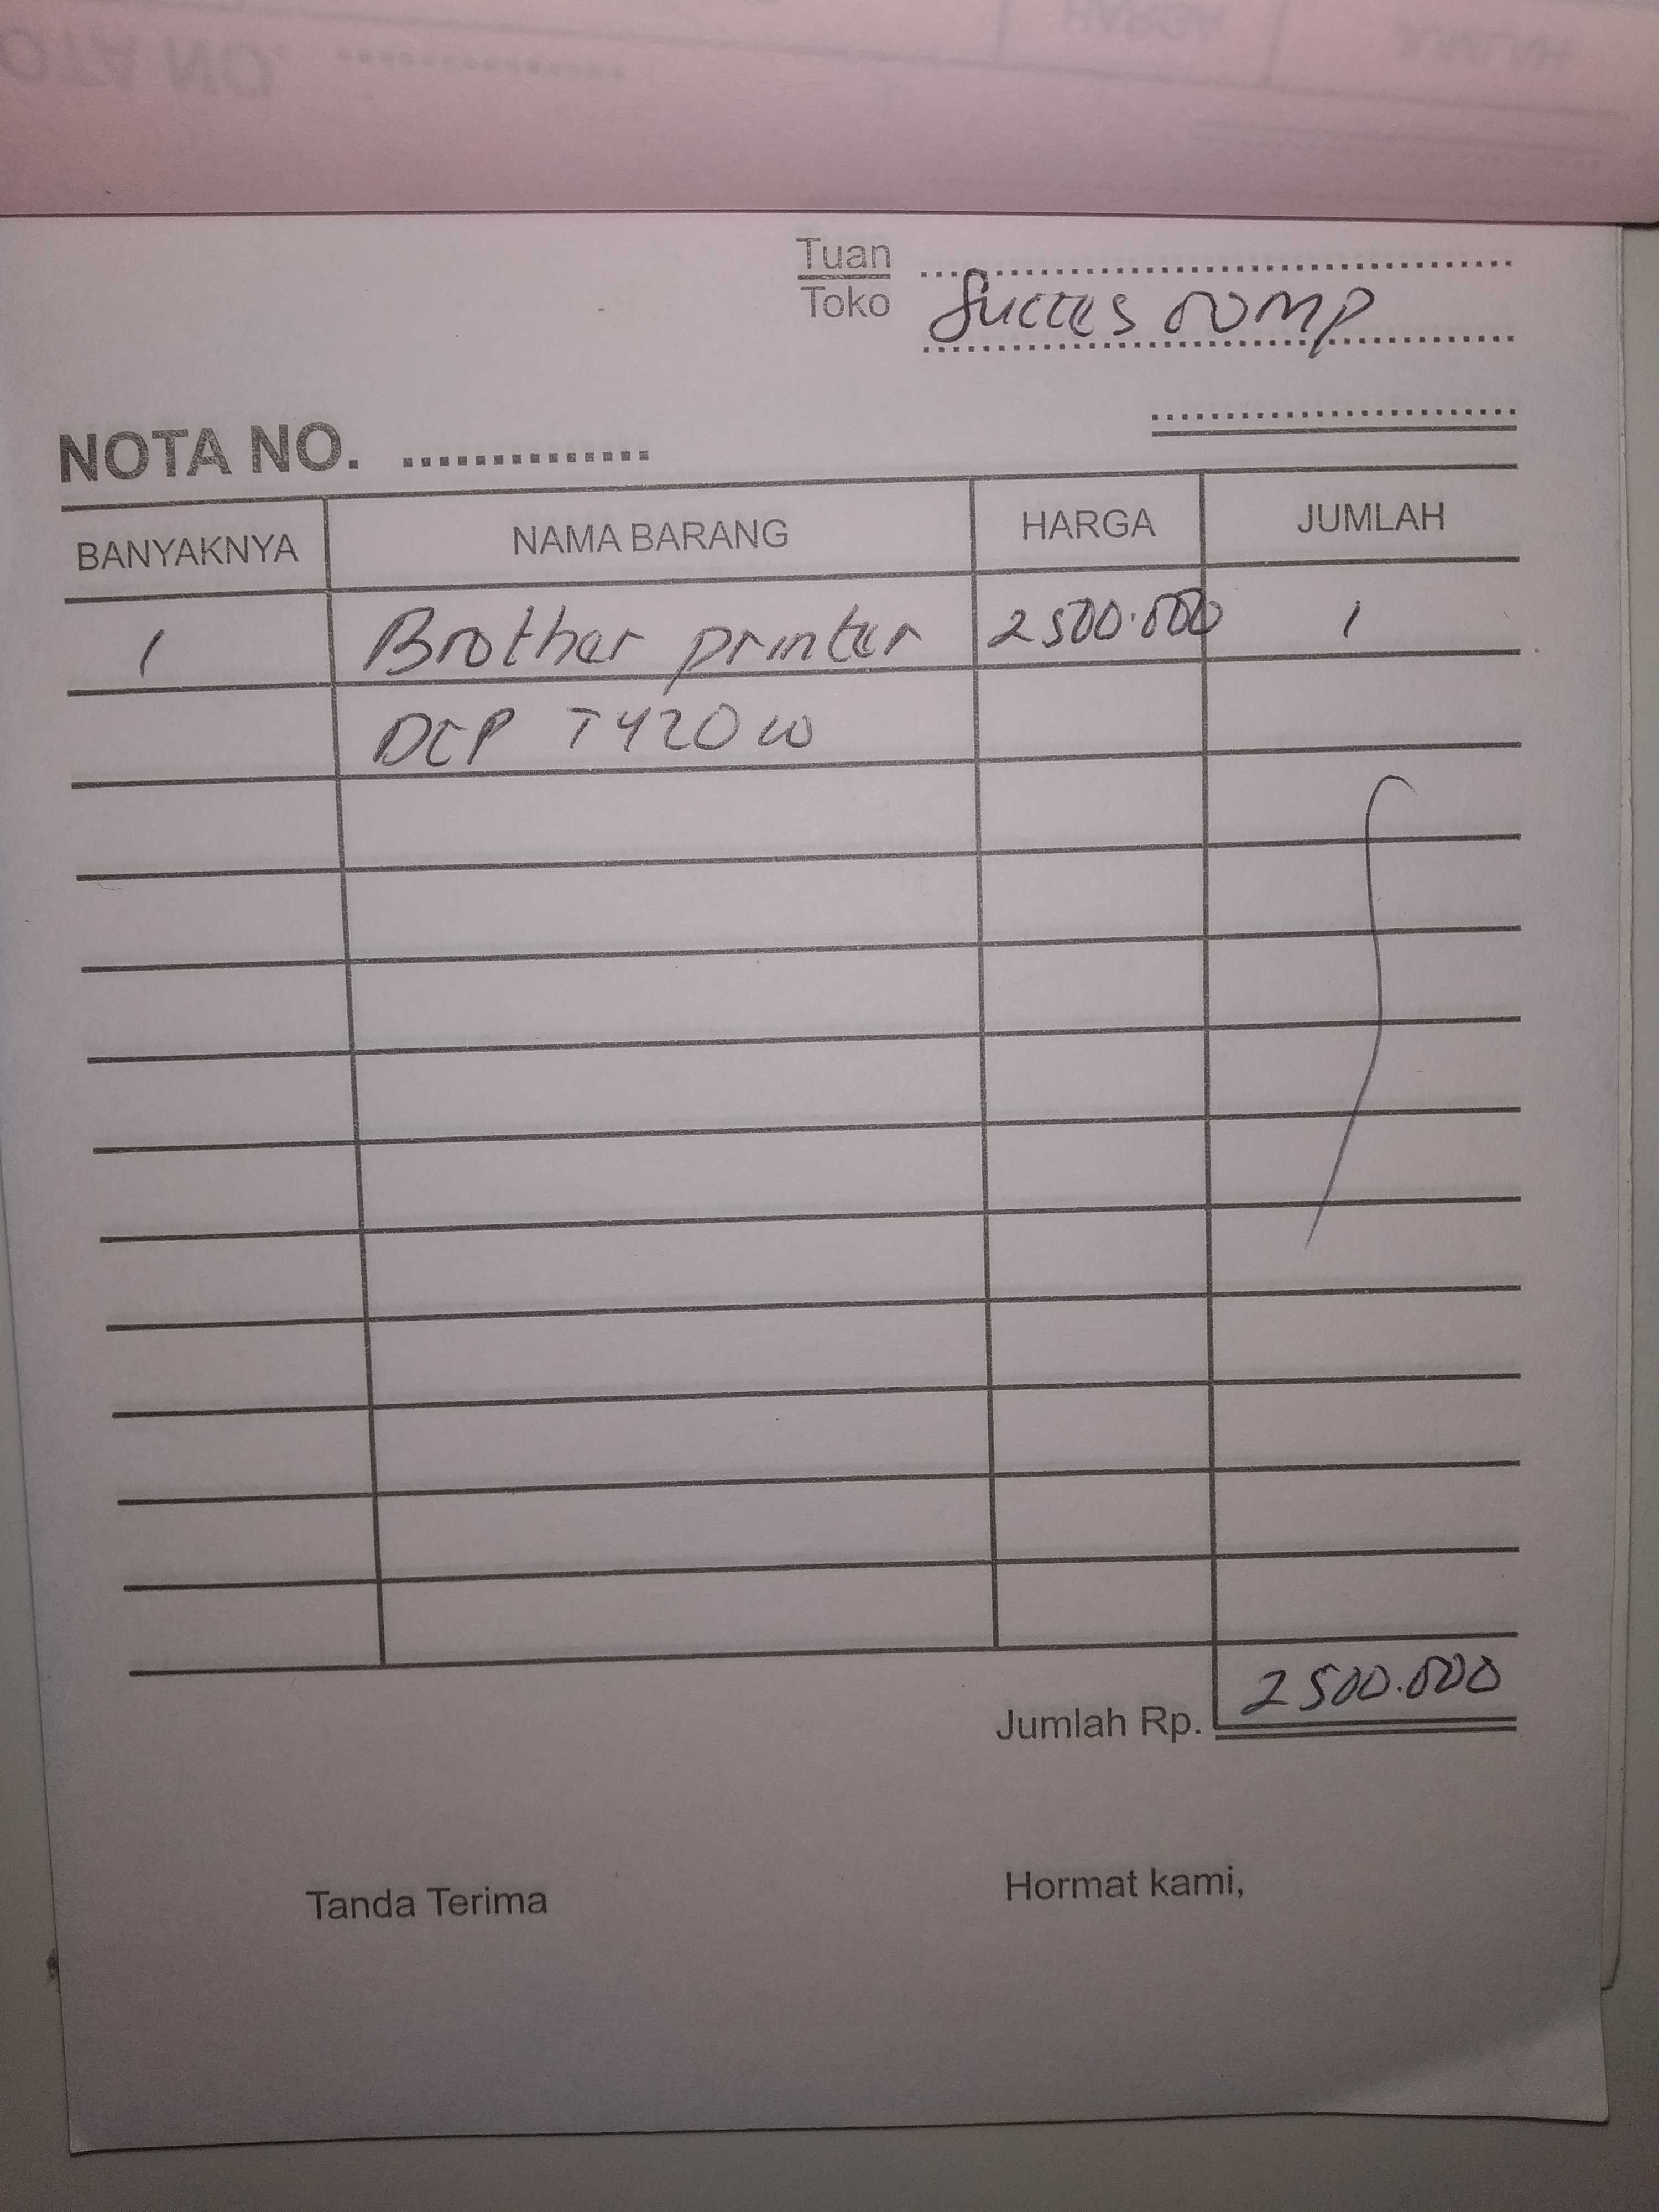 Tuan
Toko Succes comp
NOTA NO. ..............
BANYAKNYA NAMA BARANG HARGA JUMLAH
1 Brother printer 2500.000 1
DCP T420w
Jumlah Rp. 2500.000
Tanda Terima Hormat kami,